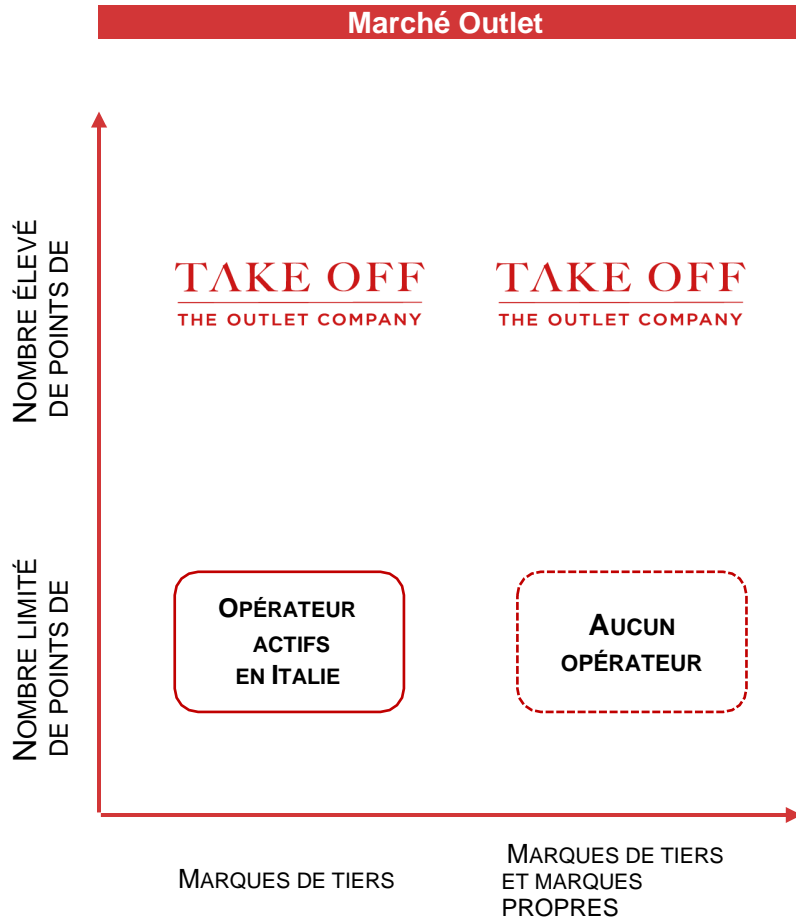 Marché Outlet
NOMBRE ÉLEVÉ
DE POINTS DE
TAKE OFF
THE OUTLET COMPANY
TAKE OFF
THE OUTLET COMPANY
NOMBRE LIMITÉ
DE POINTS DE
OPÉRATEUR
ACTIFS
EN ITALIE
AUCUN
OPÉRATEUR
MARQUES DE TIERS
MARQUES DE TIERS
ET MARQUES
PROPRES